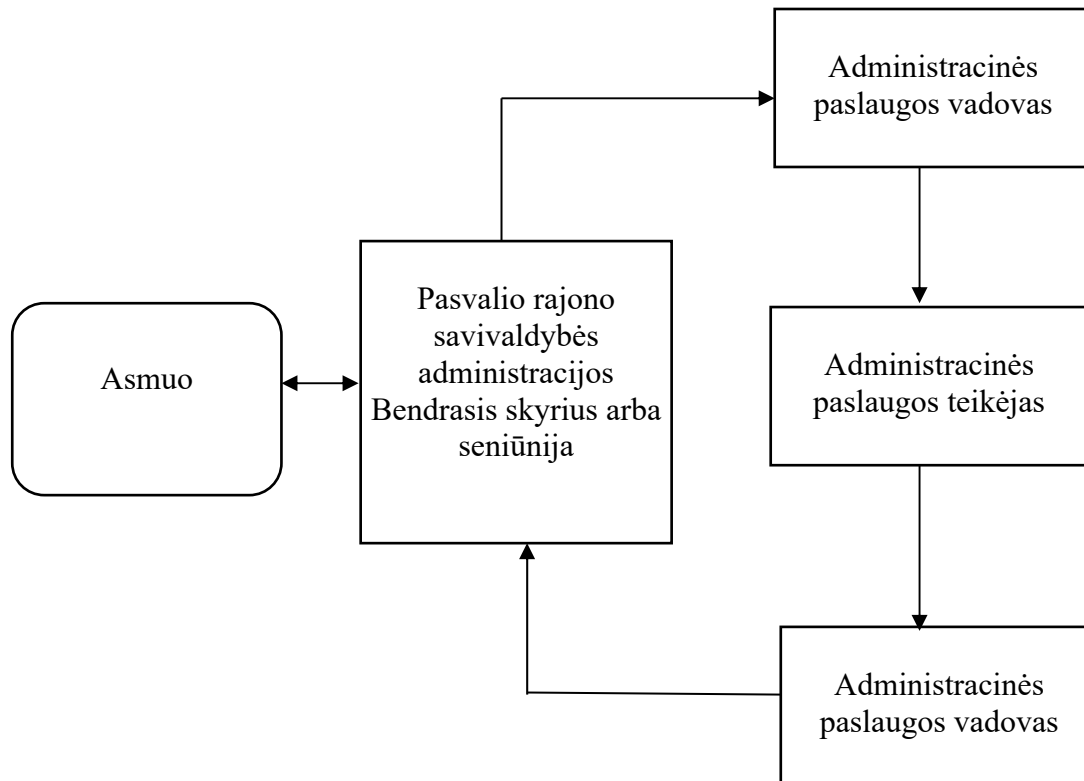 Administracinės
paslaugos vadovas
Pasvalio rajono
savivaldybės
administracijos
Bendrasis skyrius arba
seniūnija
Asmuo
Administracinės
paslaugos teikėjas
Administracinės
paslaugos vadovas